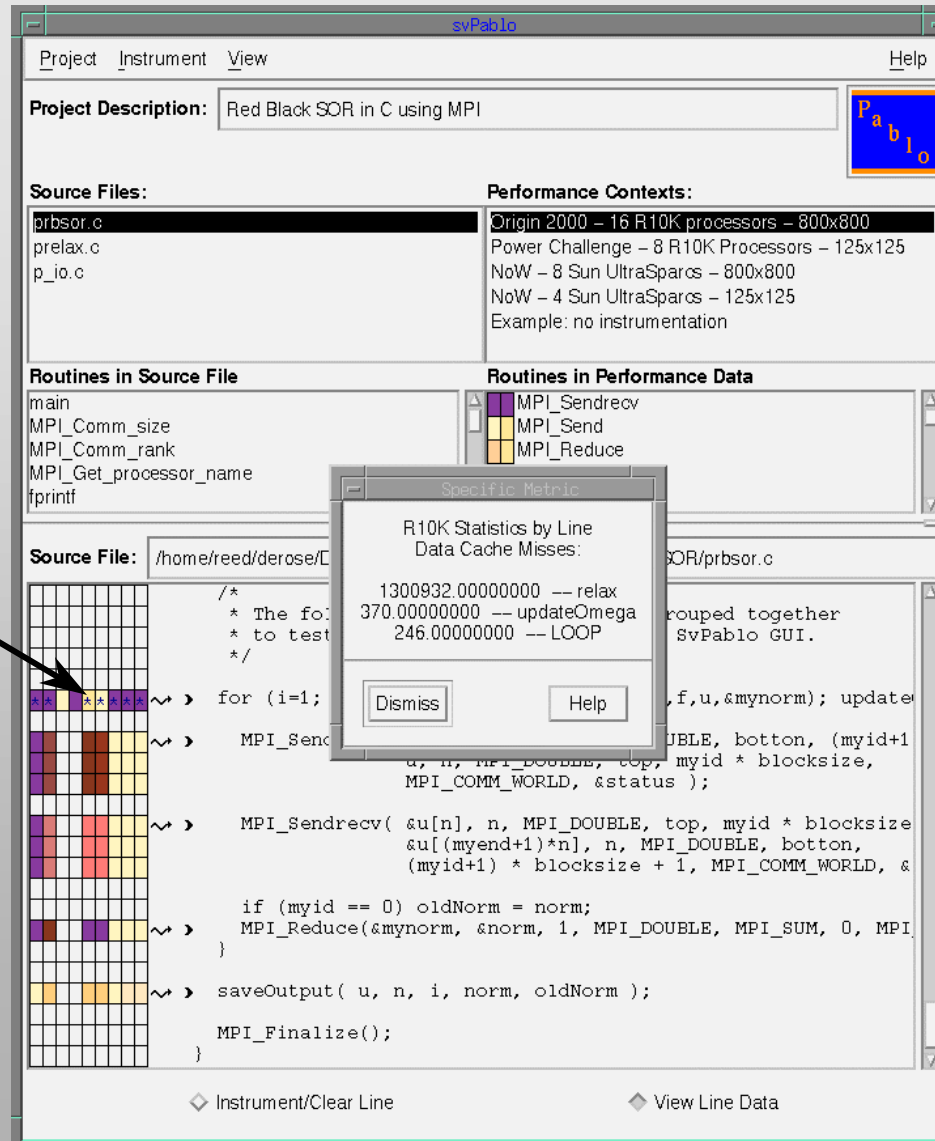 svPablo
Project Instrument View Help
Project Description: Red Black SOR in C using MPI
Pablo
Source Files:
prbsor.c
prelax.c
p_io.c
Performance Contexts:
Origin 2000 – 16 R10K processors – 800x800
Power Challenge – 8 R10K Processors – 125x125
NoW – 8 Sun UltraSparcs – 800x800
NoW – 4 Sun UltraSparcs – 125x125
Example: no instrumentation
Routines in Source File
main
MPI_Comm_size
MPI_Comm_rank
MPI_Get_processor_name
fprintf
Routines in Performance Data
MPI_Sendrecv
MPI_Send
MPI_Reduce
Specific Metric
R10K Statistics by Line
Data Cache Misses:
1300932.00000000 –– relax
370.00000000 –– updateOmega
246.00000000 –– LOOP
Dismiss Help
Source File: /home/reed/derose/D SOR/prbsor.c
/*
* The fol rouped together
* to test SvPablo GUI.
*/
** ** *** for (i=1; ,f,u,&mynorm); update
MPI_Send UBLE, botton, (myid+1
u, n, MPI_DOUBLE, top, myid * blocksize,
MPI_COMM_WORLD, &status );
MPI_Sendrecv( &u[n], n, MPI_DOUBLE, top, myid * blocksize
&u[(myend+1)*n], n, MPI_DOUBLE, botton,
(myid+1) * blocksize + 1, MPI_COMM_WORLD, &
if (myid == 0) oldNorm = norm;
MPI_Reduce(&mynorm, &norm, 1, MPI_DOUBLE, MPI_SUM, 0, MPI_
}
saveOutput( u, n, i, norm, oldNorm );
MPI_Finalize();
}
Instrument/Clear Line View Line Data